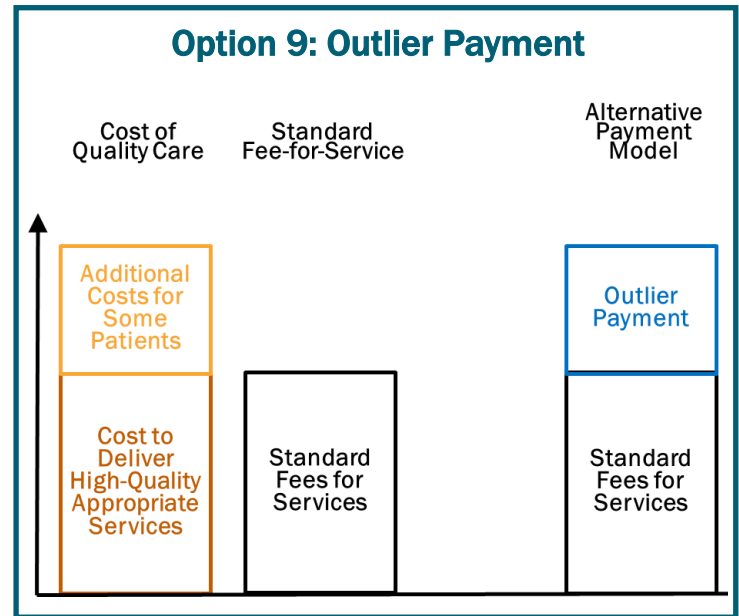 Option 9: Outlier Payment
Cost of
Quality Care
Standard
Fee-for-Service
Alternative
Payment
Model
Additional
Costs for
Some
Patients
Cost to
Deliver
High-Quality
Appropriate
Services
Standard
Fees for
Services
Outlier
Payment
Standard
Fees for
Services